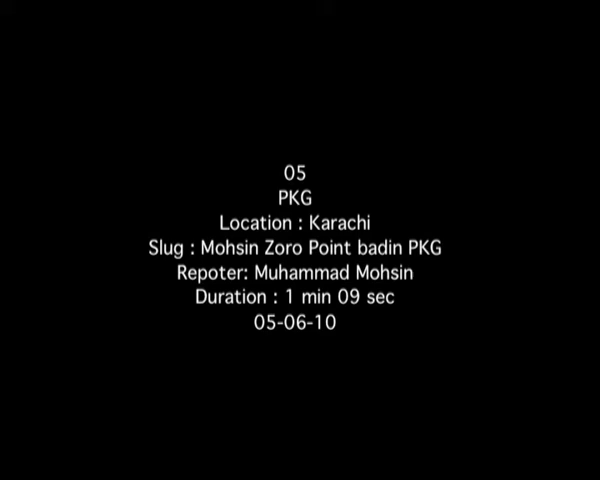 05
PKG
Location : Karachi
Slug : Mohsin Zoro Point badin PKG
Repoter: Muhammad Mohsin
Duration : 1 min 09 sec
05-06-10